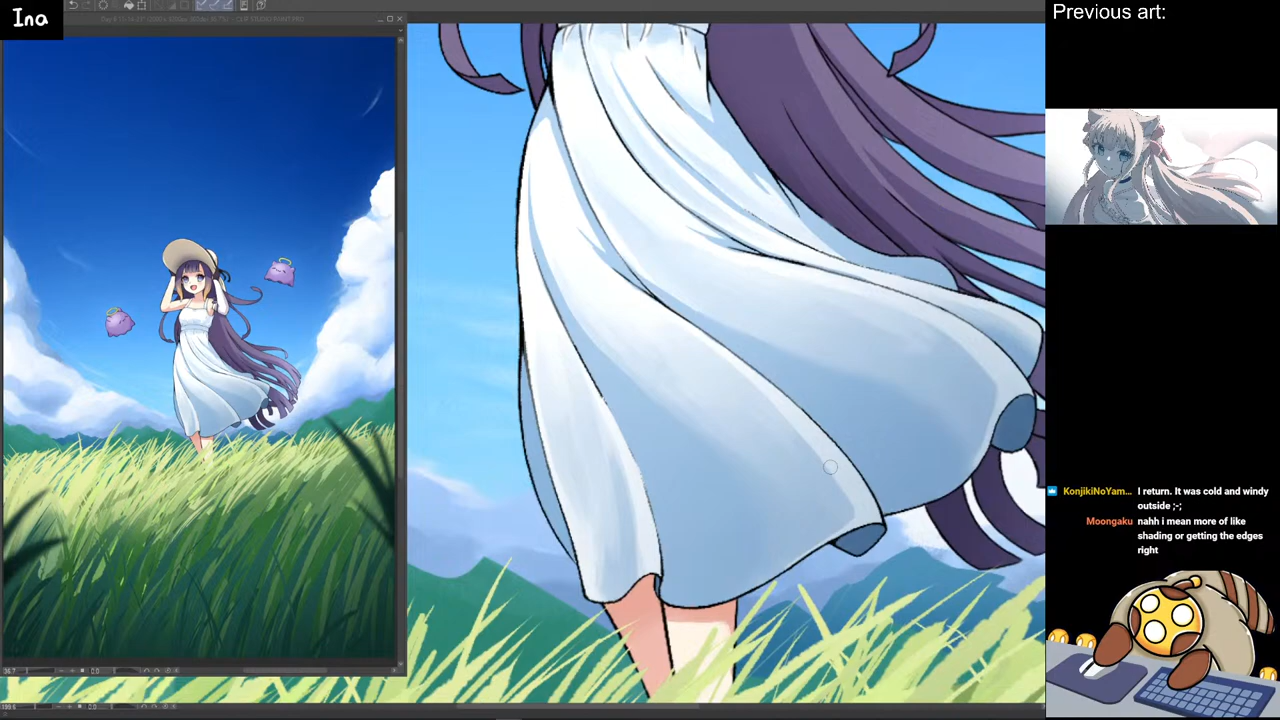 Ina
Previous art:
KonjikiNoYam... I return. It was cold and windy
outside ;-;
Moongaku nahh i mean more of like
shading or getting the edges
right